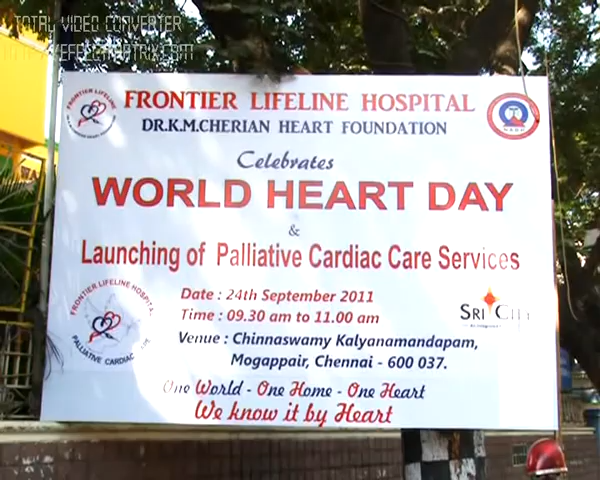 TOTAL VIDEO CONVERTER
FRONTIER LIFELINE HOSPITAL
DR.K.M.CHERIAN HEART FOUNDATION
Celebrates
WORLD HEART DAY
&
Launching of Palliative Cardiac Care Services
FRONTIER LIFELINE HOSPITAL
PALLIATIVE CARDIAC
Date : 24th September 2011
Time : 09.30 am to 11.00 am
Venue : Chinnaswamy Kalyanamandapam,
Mogappair, Chennai - 600 037.
SRI CITY
One World - One Home - One Heart
We know it by Heart